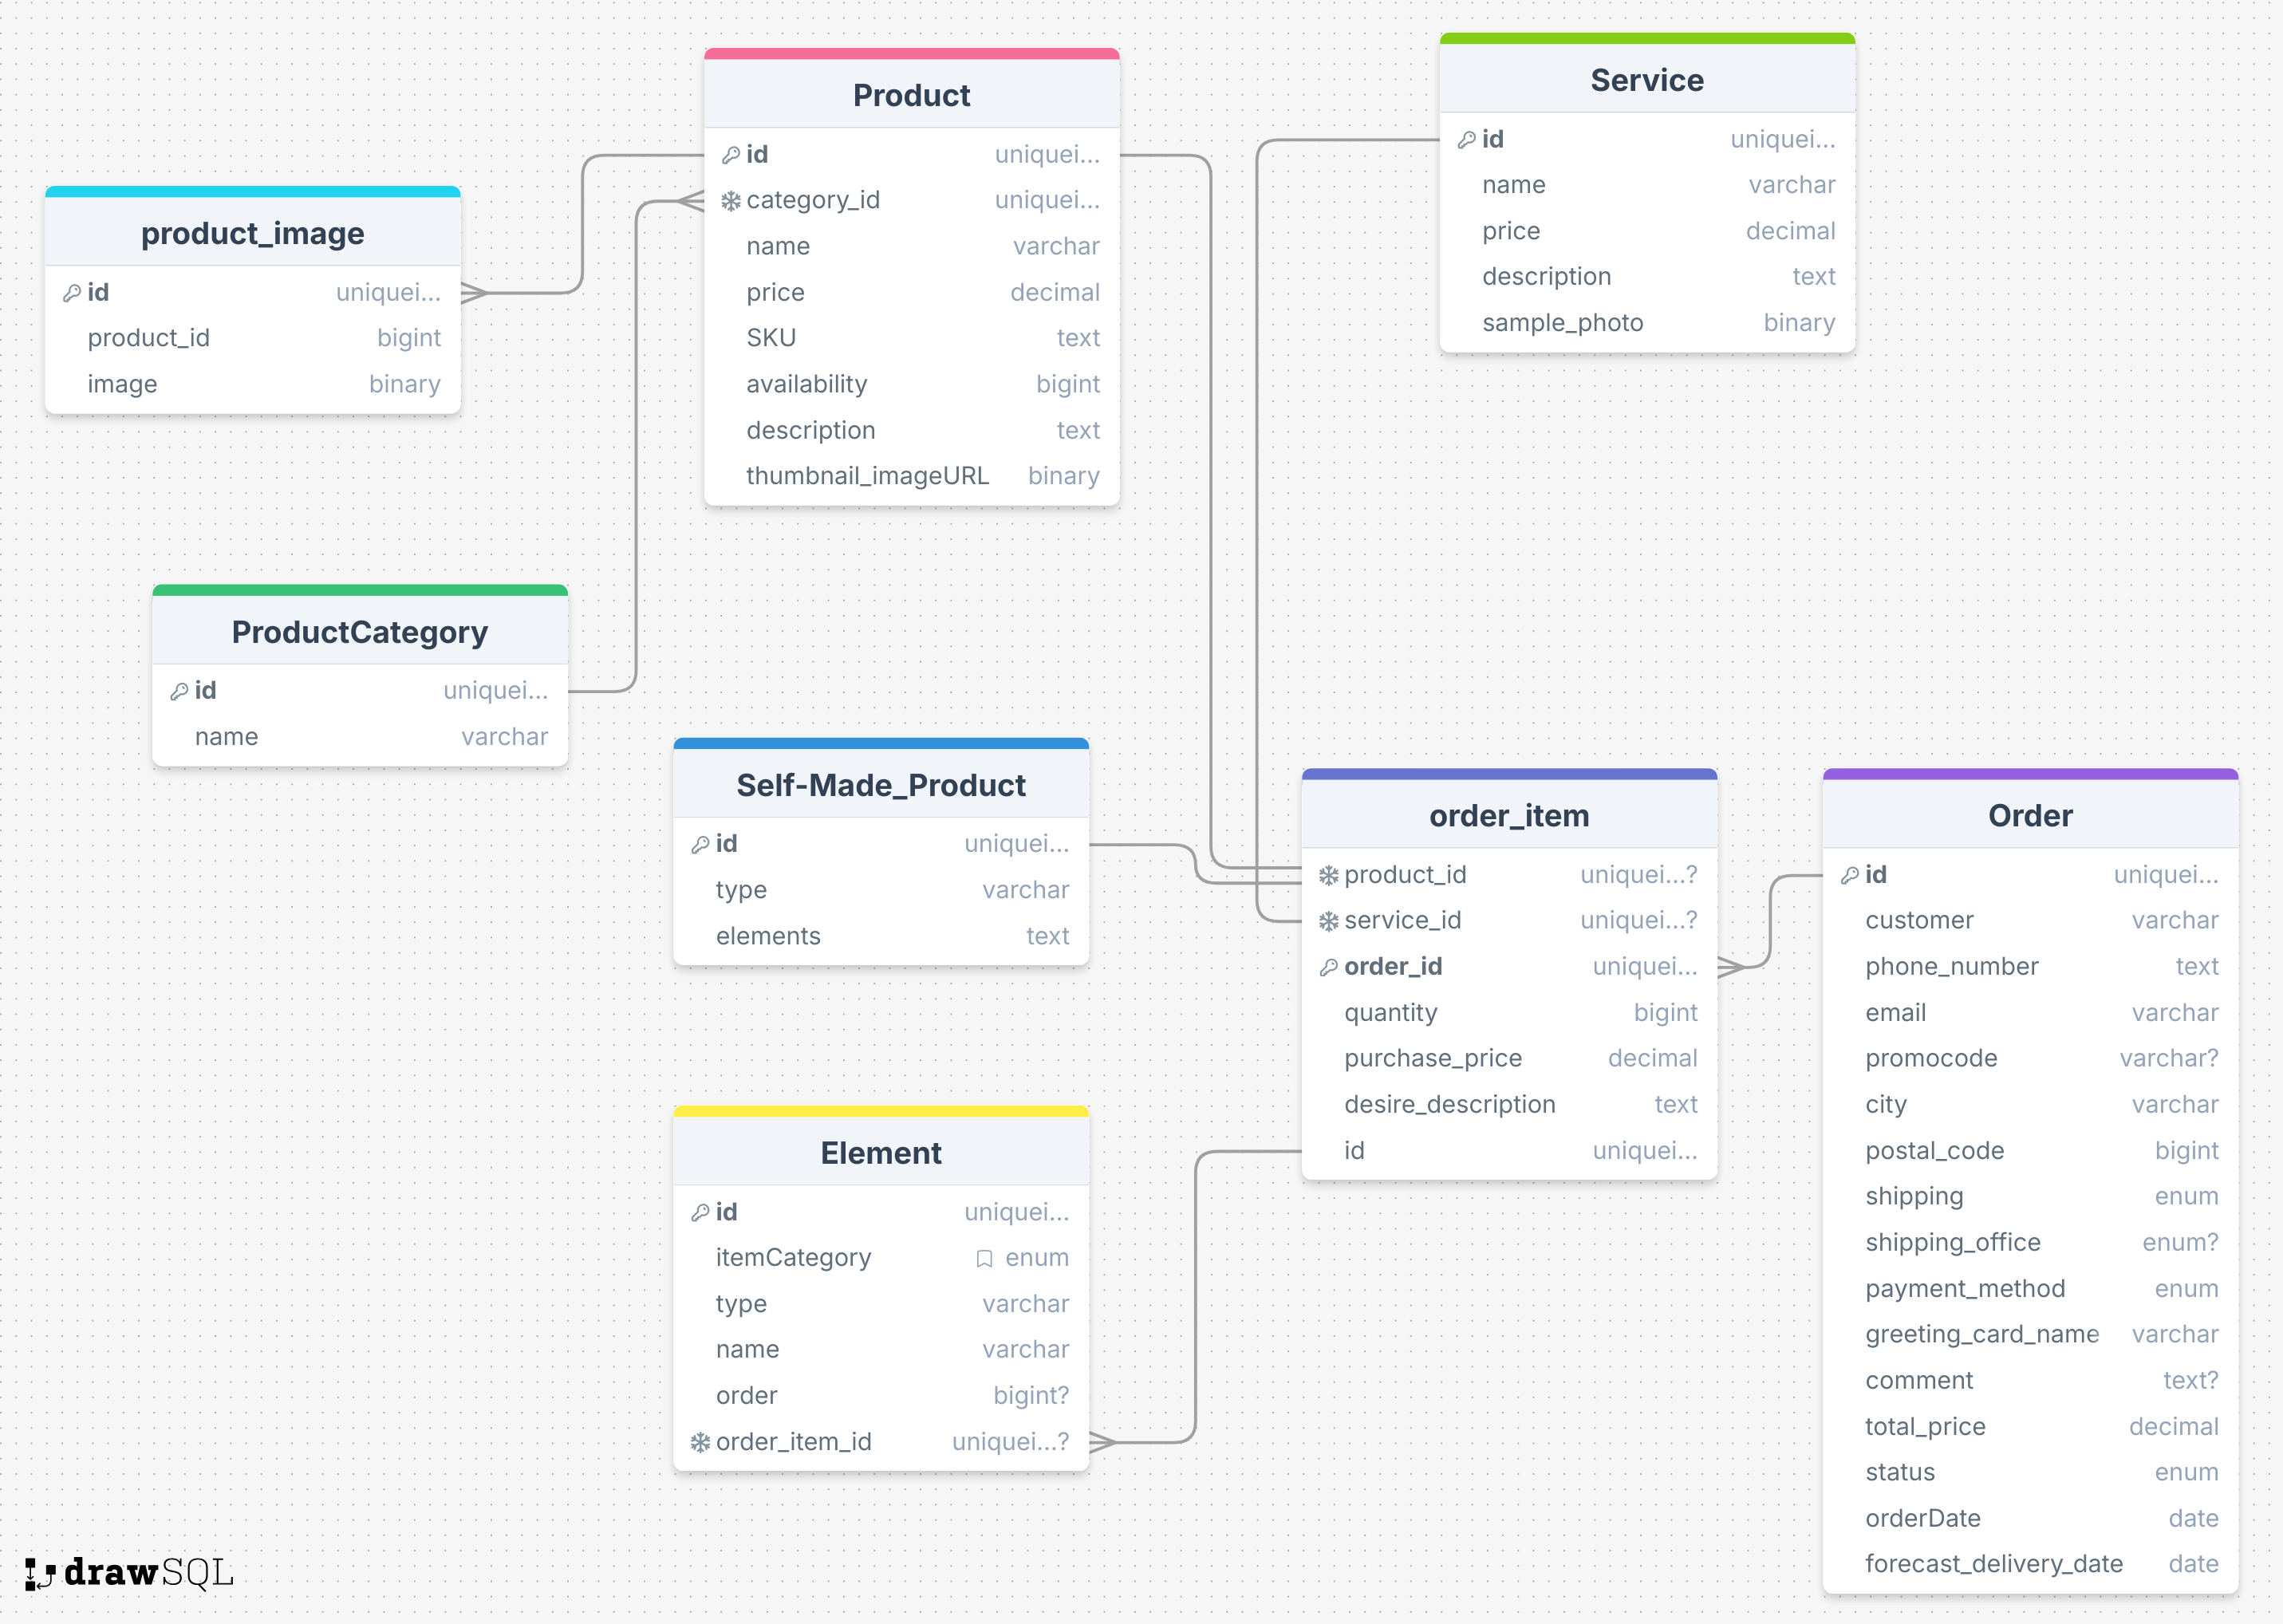 Product
id uniquei...
category_id uniquei...
name varchar
price decimal
SKU text
availability bigint
description text
thumbnail_imageURL binary
Service
id uniquei...
name varchar
price decimal
description text
sample_photo binary
product_image
id uniquei...
product_id bigint
image binary
ProductCategory
id uniquei...
name varchar
Self-Made_Product
id uniquei...
type varchar
elements text
order_item
product_id uniquei...?
service_id uniquei...?
order_id uniquei...
quantity bigint
purchase_price decimal
desire_description text
id uniquei...
Order
id uniquei...
customer varchar
phone_number text
email varchar
promocode varchar?
city varchar
postal_code bigint
shipping enum
shipping_office enum?
payment_method enum
greeting_card_name varchar
comment text?
total_price decimal
status enum
orderDate date
forecast_delivery_date date
Element
id uniquei...
itemCategory enum
type varchar
name varchar
order bigint?
order_item_id uniquei...?
drawSQL